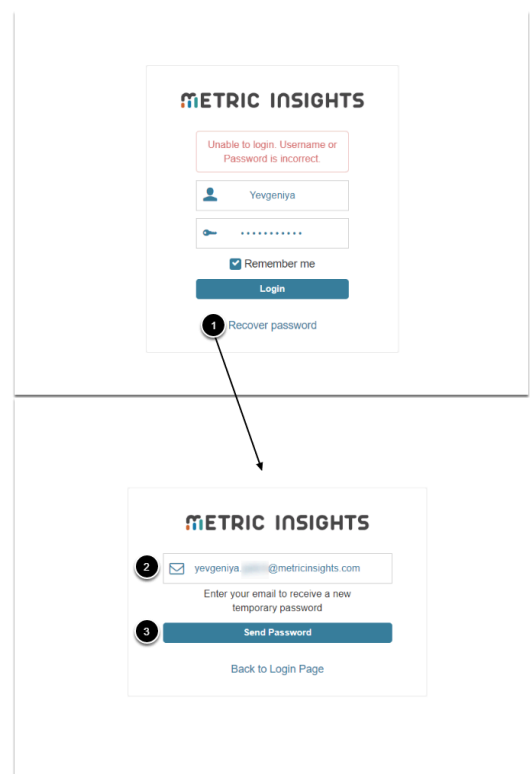 METRIC INSIGHTS
Unable to login. Username or
Password is incorrect.
Yevgeniya
Remember me
Login
1 Recover password
METRIC INSIGHTS
2 yevgeniya. @metricinsights.com
Enter your email to receive a new
temporary password
3 Send Password
Back to Login Page